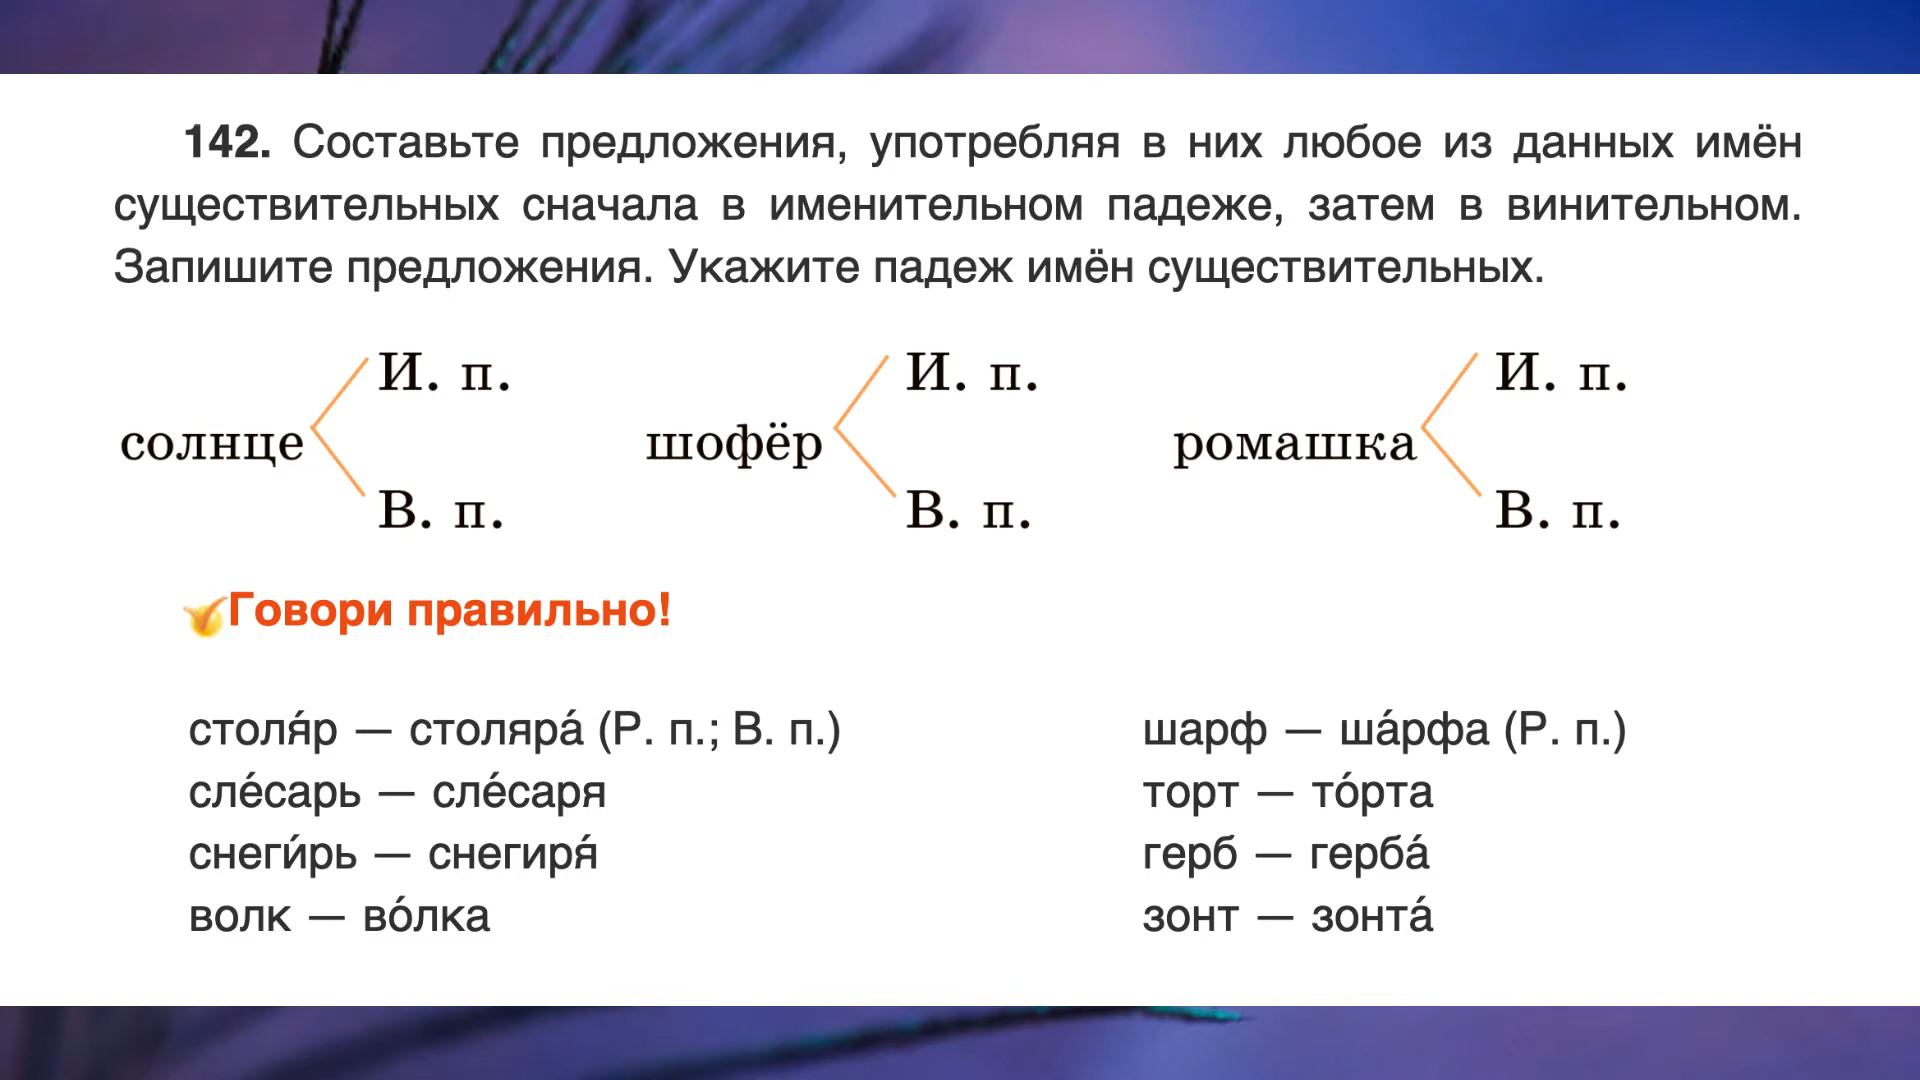 142. Составьте предложения, употребляя в них любое из данных имён
существительных сначала в именительном падеже, затем в винительном.
Запишите предложения. Укажите падеж имён существительных.
И. п. И. п. И. п.
солнце шофёр ромашка
В. п. В. п. В. п.
Говори правильно!
столя́р — столяра́ (Р. п.; В. п.)
сле́сарь — сле́саря
снеги́рь — снегиря́
волк — во́лка
шарф — ша́рфа (Р. п.)
торт — то́рта
герб — герба́
зонт — зонта́